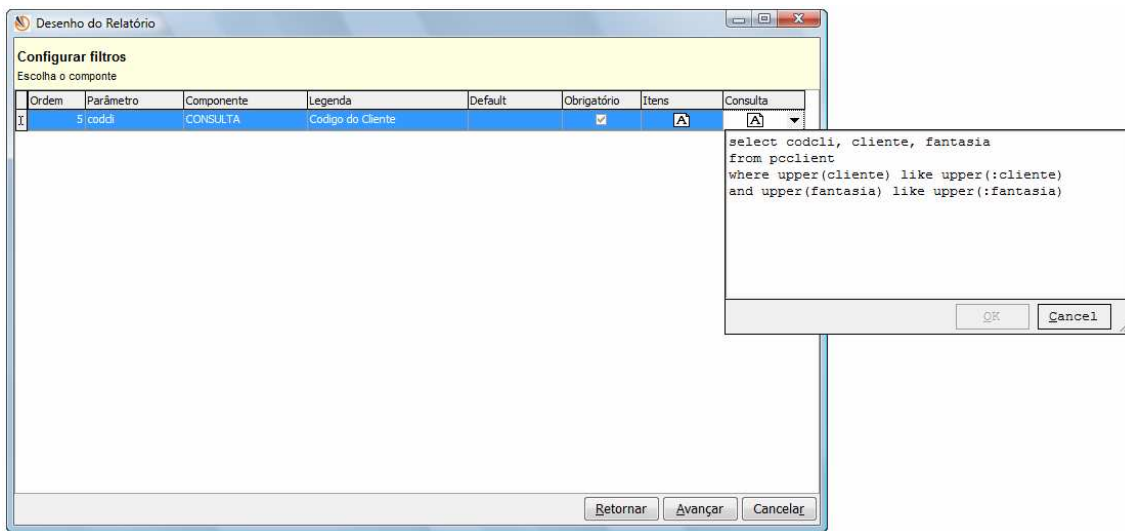 Desenho do Relatório
Configurar filtros
Escolha o componte
Ordem Parâmetro Componente Legenda Default Obrigatório Itens Consulta
5 codcli CONSULTA Codigo do Cliente A A
select codcli, cliente, fantasia
from pcclient
where upper(cliente) like upper(:cliente)
and upper(fantasia) like upper(:fantasia)
OK Cancel
Retornar Avançar Cancelar